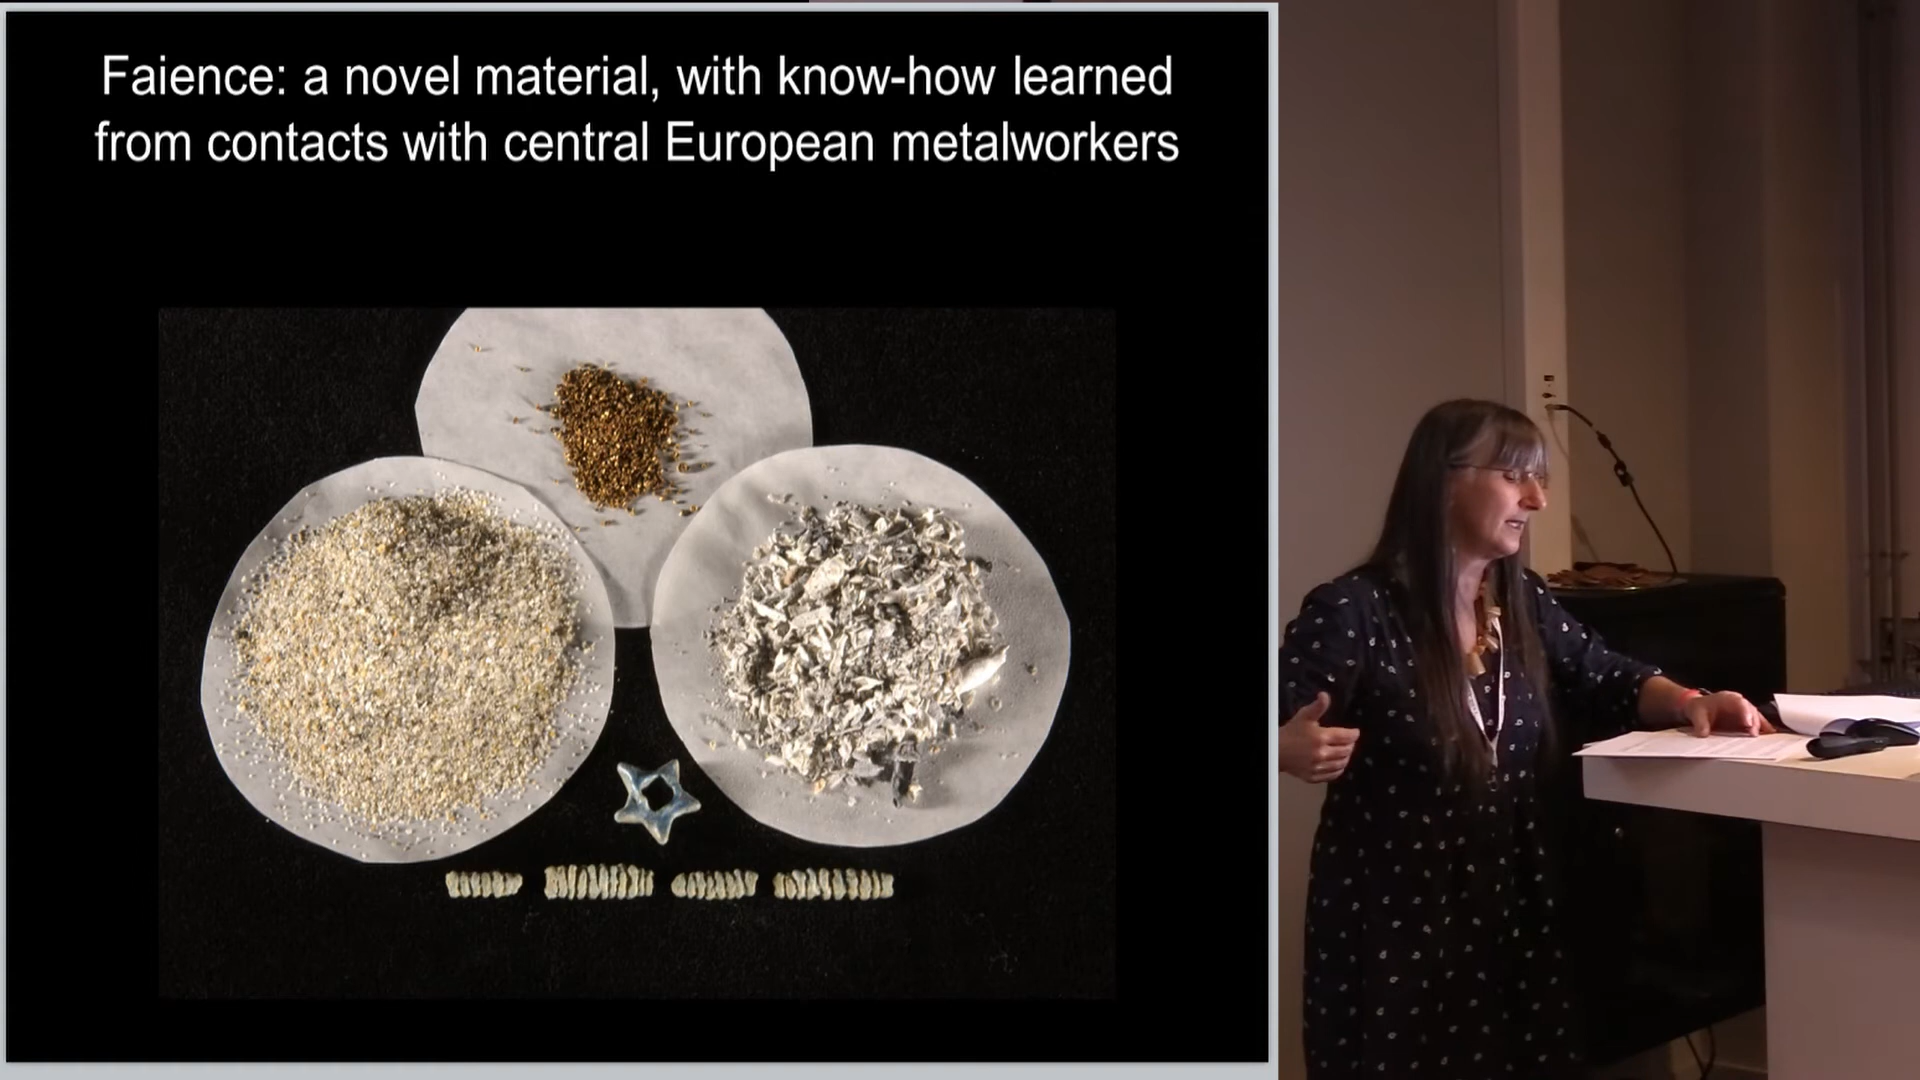 Faience: a novel material, with know-how learned
from contacts with central European metalworkers